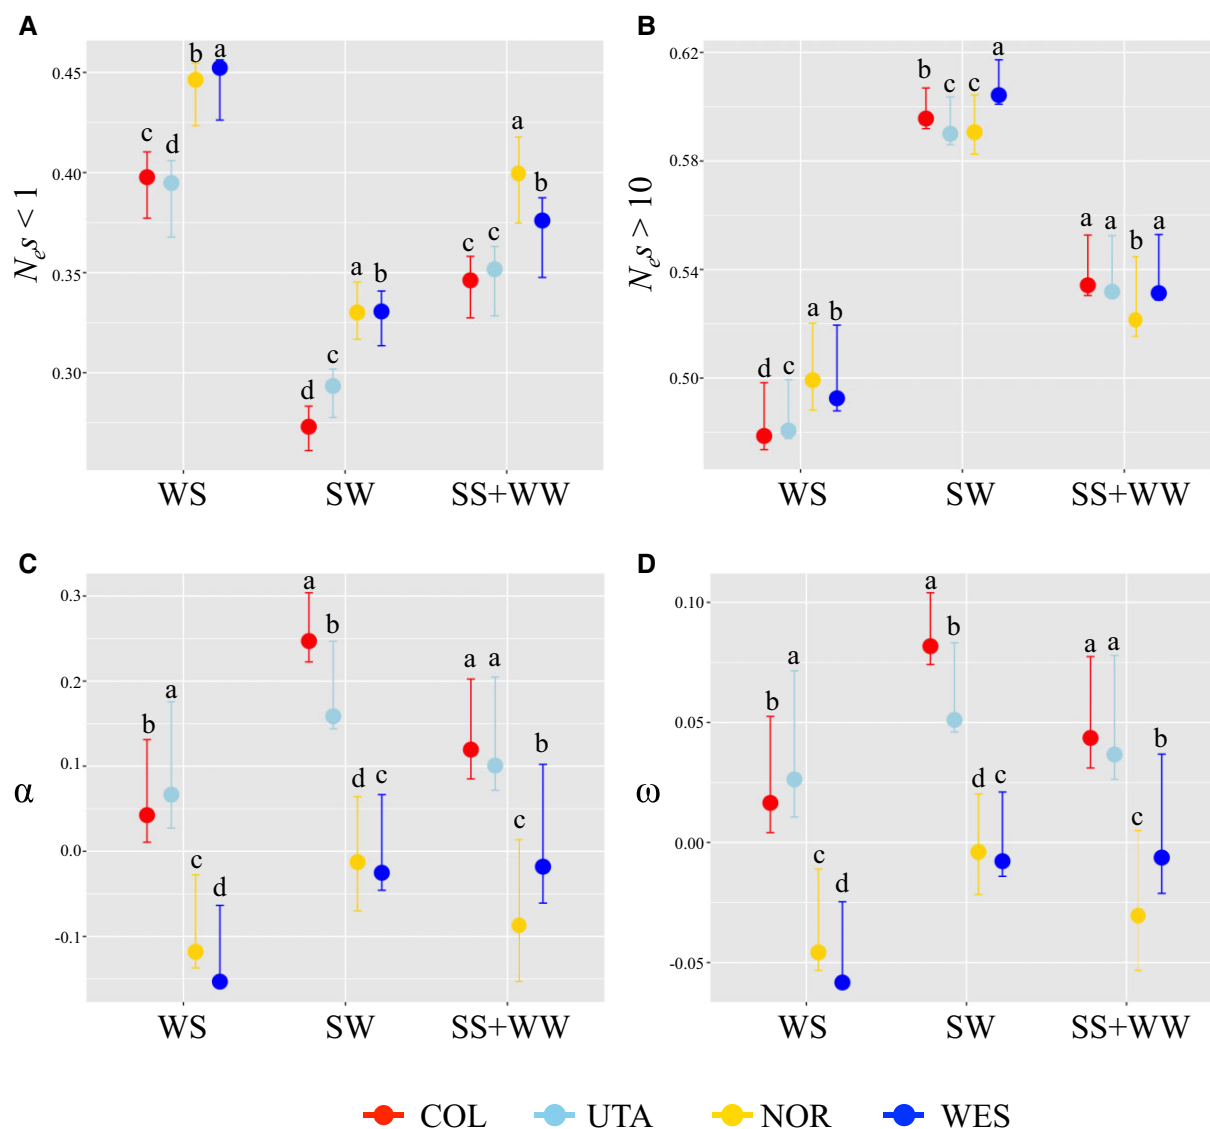 A
B
0.45
0.40
0.35
0.30
Nₑs < 1
b a
c d
a b
c
d
a
b
c c
WS SW SS+WW
0.62
0.58
0.54
0.50
Nₑs > 10
a b
d c
b c c a
a a b a
WS SW SS+WW
C
D
0.3
0.2
0.1
0.0
-0.1
α
b a
c d
a b
d c
a a
c b
WS SW SS+WW
0.10
0.05
0.00
-0.05
ω
b a
c d
a b
d c
a a
c b
WS SW SS+WW
COL UTA NOR WES